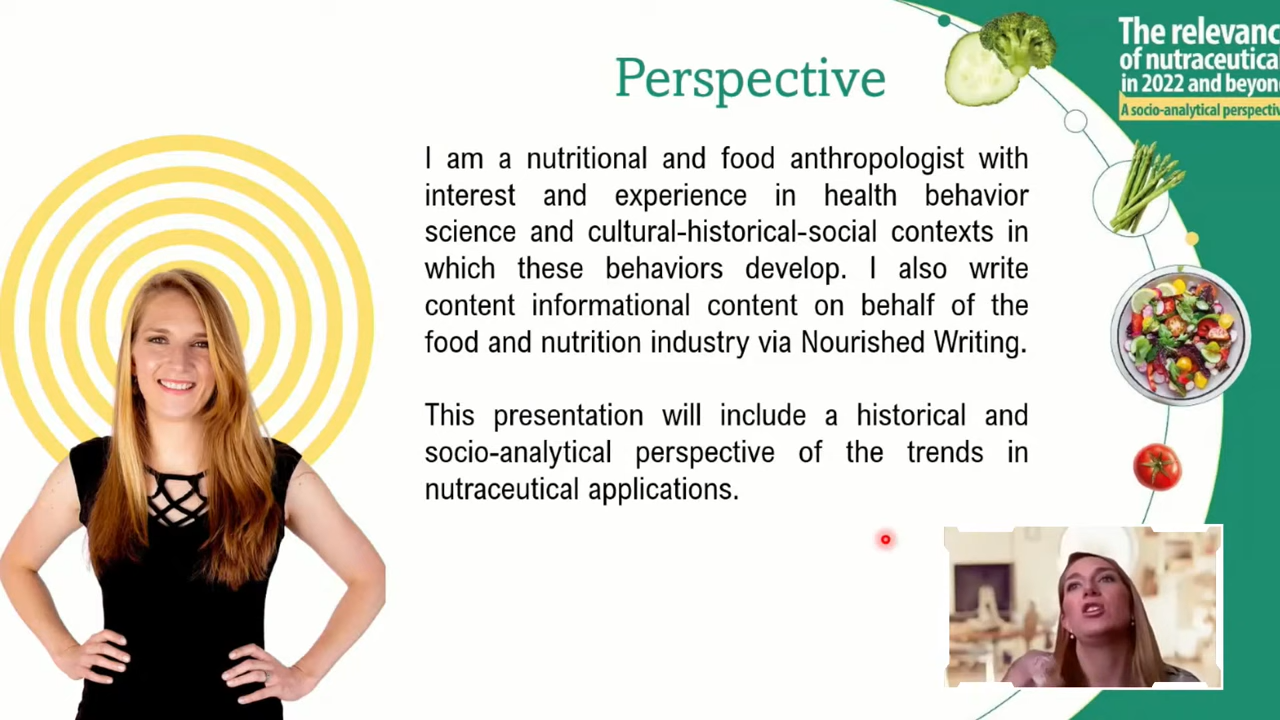 Perspective
I am a nutritional and food anthropologist with
interest and experience in health behavior
science and cultural-historical-social contexts in
which these behaviors develop. I also write
content informational content on behalf of the
food and nutrition industry via Nourished Writing.
This presentation will include a historical and
socio-analytical perspective of the trends in
nutraceutical applications.
The relevanc
of nutraceutica
in 2022 and beyon
A socio-analytical perspectiv